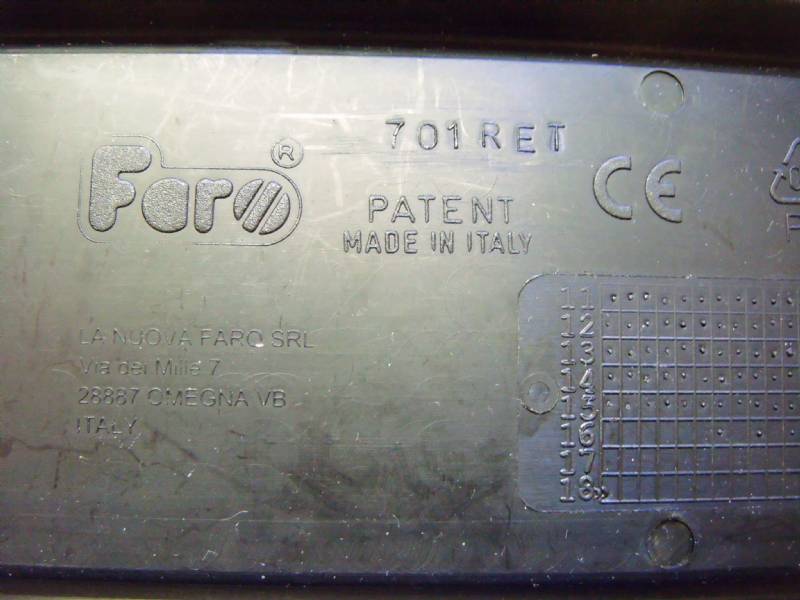 Faro ®
701 RET
PATENT
MADE IN ITALY
CE
LA NUOVA FARO SRL
Via dei Mille 7
28887 OMEGNA VB
ITALY
P
11
12
13
14
15
16
17
18